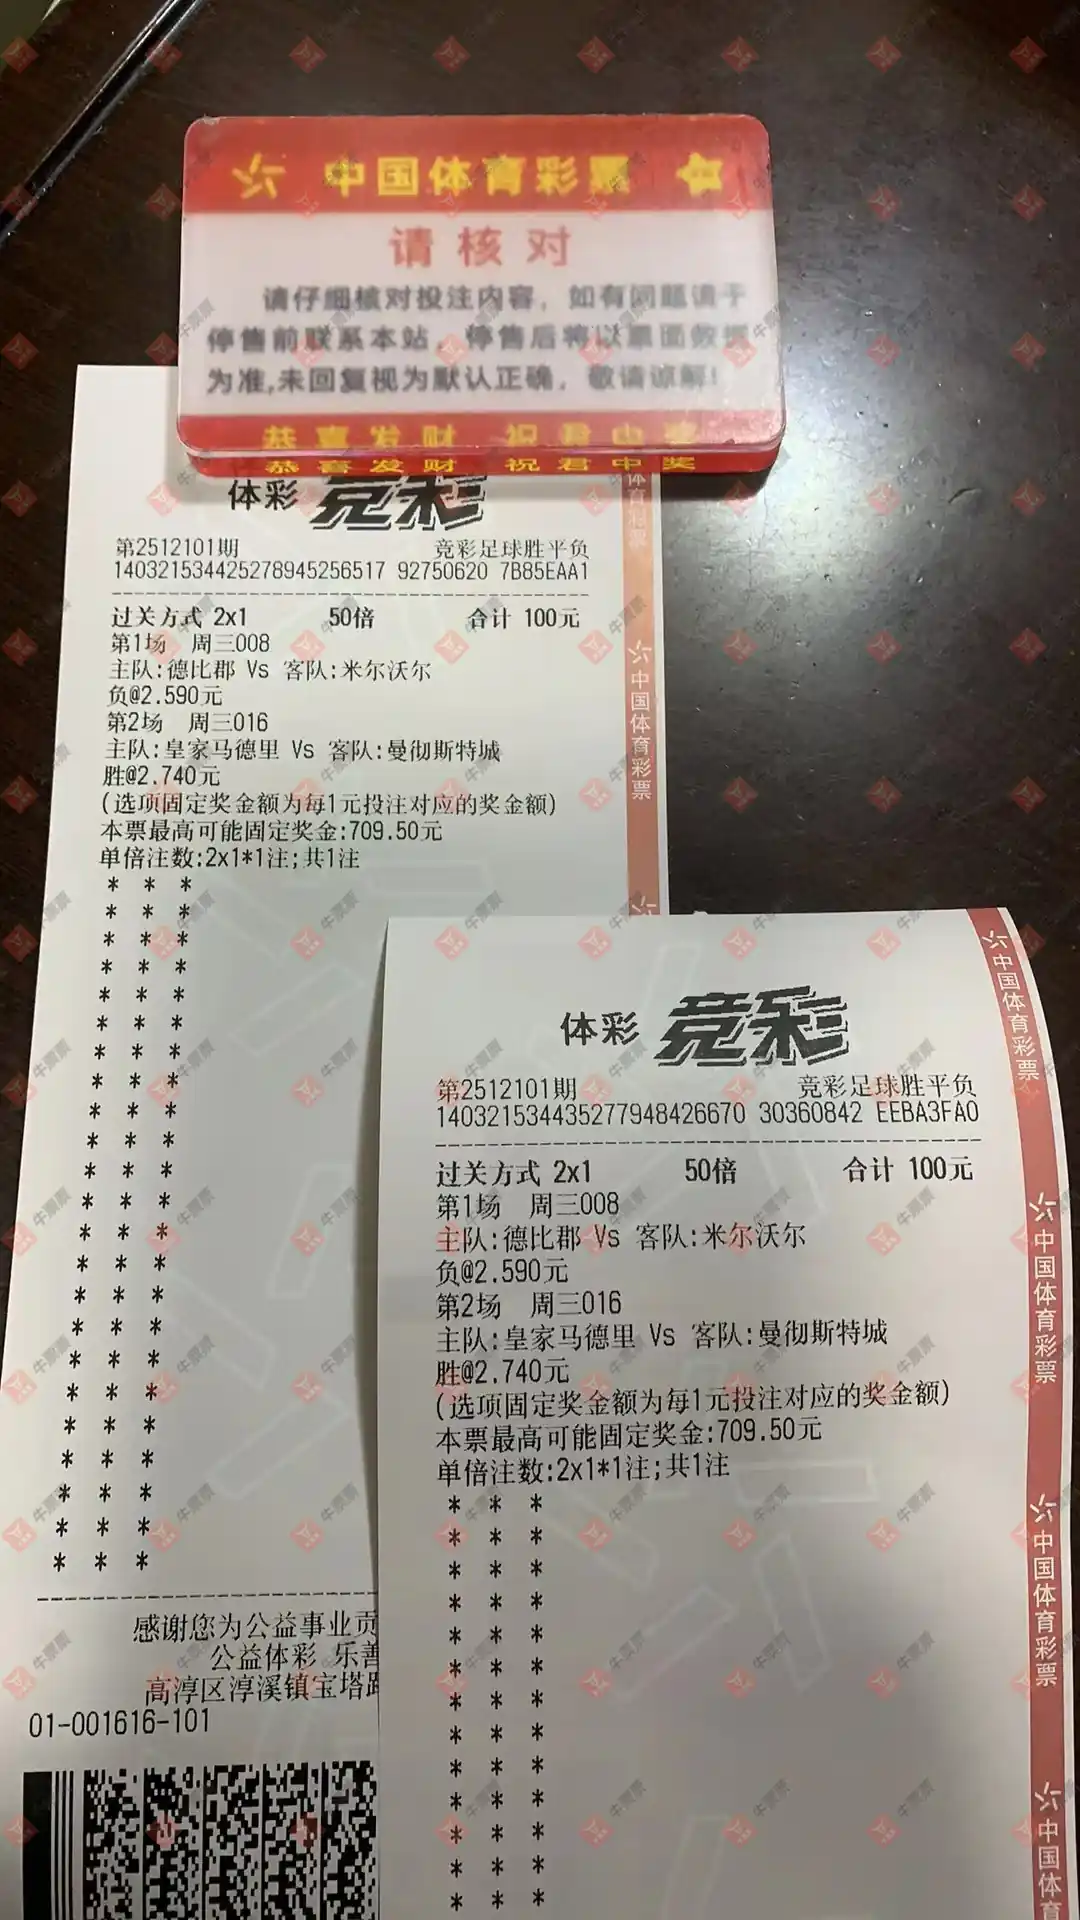 中国体育彩票
请核对
请仔细核对投注内容，如有问题请于
停售前联系本站，停售后将以票面数据
为准,未回复视为默认正确，敬请谅解!
恭喜发财 祝君中奖
恭喜发财 祝君中奖
体彩 竞彩
第2512101期 竞彩足球胜平负
140321534425278945256517 92750620 7B85EAA1
过关方式 2x1 50倍 合计 100元
第1场 周三008
主队:德比郡 Vs 客队:米尔沃尔
负@2.590元
第2场 周三016
主队:皇家马德里 Vs 客队:曼彻斯特城
胜@2.740元
(选项固定奖金额为每1元投注对应的奖金额)
本票最高可能固定奖金:709.50元
单倍注数:2x1*1注;共1注
感谢您为公益事业贡
公益体彩 乐善
高淳区淳溪镇宝塔路
01-001616-101
体育彩票
中国体育彩票
体彩 竞彩
第2512101期 竞彩足球胜平负
140321534435277948426670 30360842 EEBA3FA0
过关方式 2x1 50倍 合计 100元
第1场 周三008
主队:德比郡 Vs 客队:米尔沃尔
负@2.590元
第2场 周三016
主队:皇家马德里 Vs 客队:曼彻斯特城
胜@2.740元
(选项固定奖金额为每1元投注对应的奖金额)
本票最高可能固定奖金:709.50元
单倍注数:2x1*1注;共1注
中国体育彩票
中国体育彩票
中国体育彩票
中国体育
牛票票